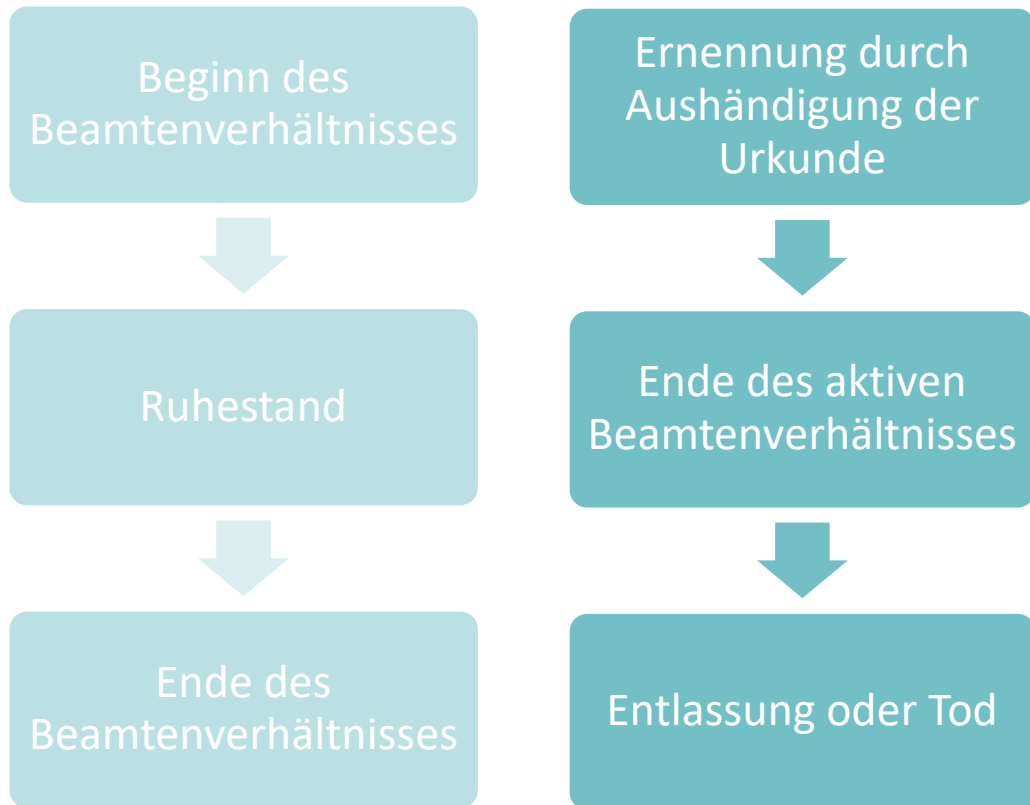 Beginn des
Beamtenverhältnisses
Ernennung durch
Aushändigung der
Urkunde
Ruhestand
Ende des aktiven
Beamtenverhältnisses
Ende des
Beamtenverhältnisses
Entlassung oder Tod